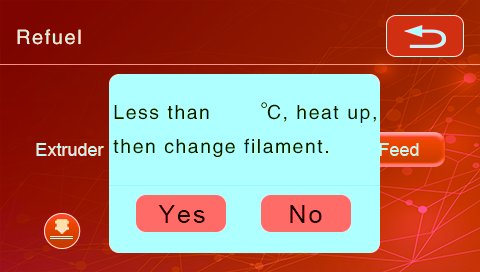 Refuel
Less than °C, heat up,
then change filament.
Extruder
Feed
Yes No